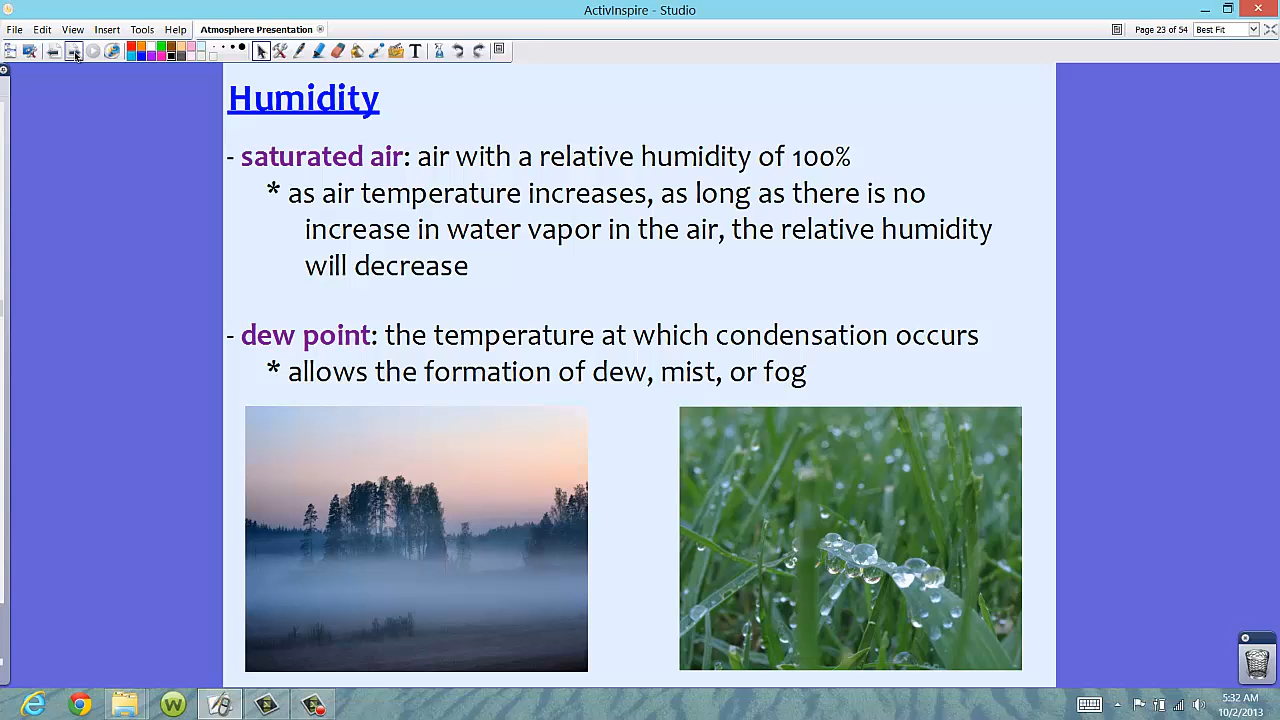 ActivInspire - Studio
File Edit View Insert Tools Help Atmosphere Presentation Page 23 of 54 Best Fit
Humidity
- saturated air: air with a relative humidity of 100%
* as air temperature increases, as long as there is no
increase in water vapor in the air, the relative humidity
will decrease
- dew point: the temperature at which condensation occurs
* allows the formation of dew, mist, or fog
5:32 AM
10/2/2013